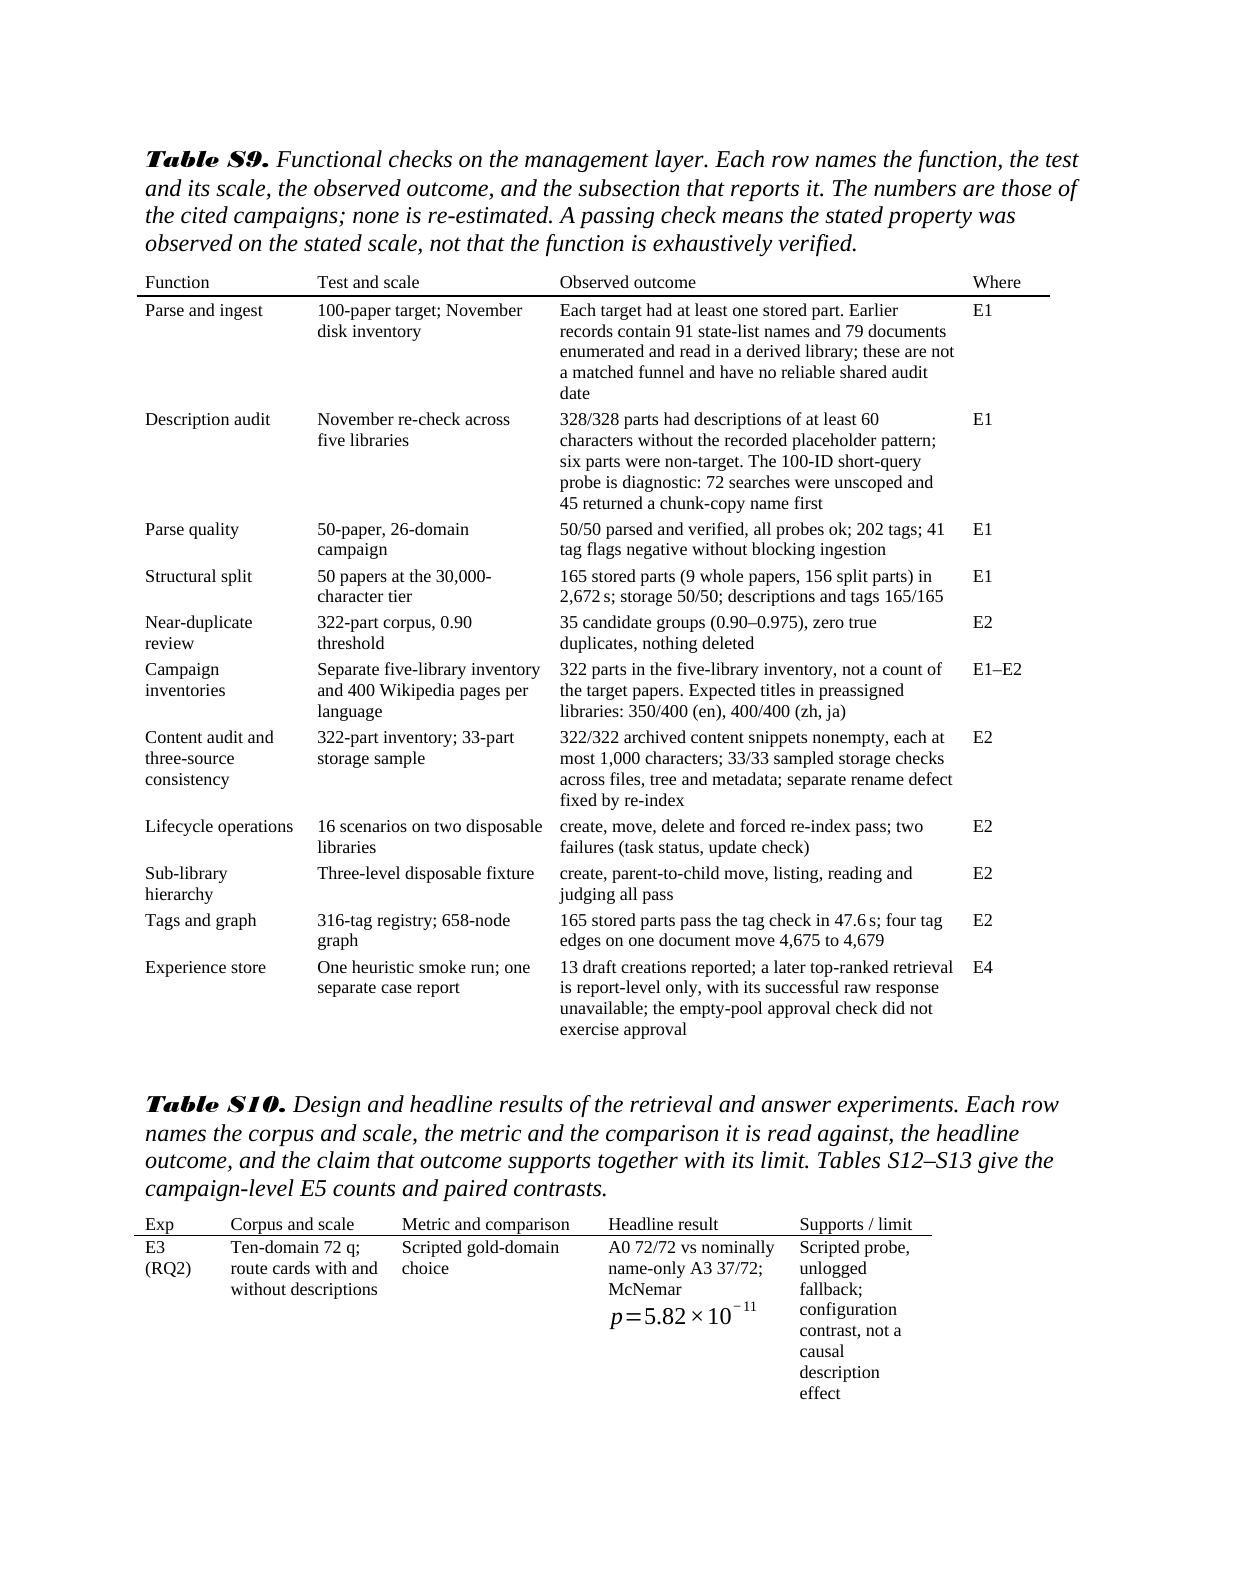 Table S9. Functional checks on the management layer. Each row names the function, the test
and its scale, the observed outcome, and the subsection that reports it. The numbers are those of
the cited campaigns; none is re-estimated. A passing check means the stated property was
observed on the stated scale, not that the function is exhaustively verified.
Function Test and scale Observed outcome Where
Parse and ingest 100-paper target; November Each target had at least one stored part. Earlier E1
disk inventory records contain 91 state-list names and 79 documents
enumerated and read in a derived library; these are not
a matched funnel and have no reliable shared audit
date
Description audit November re-check across 328/328 parts had descriptions of at least 60 E1
five libraries characters without the recorded placeholder pattern;
six parts were non-target. The 100-ID short-query
probe is diagnostic: 72 searches were unscoped and
45 returned a chunk-copy name first
Parse quality 50-paper, 26-domain 50/50 parsed and verified, all probes ok; 202 tags; 41 E1
campaign tag flags negative without blocking ingestion
Structural split 50 papers at the 30,000- 165 stored parts (9 whole papers, 156 split parts) in E1
character tier 2,672 s; storage 50/50; descriptions and tags 165/165
Near-duplicate 322-part corpus, 0.90 35 candidate groups (0.90–0.975), zero true E2
review threshold duplicates, nothing deleted
Campaign Separate five-library inventory 322 parts in the five-library inventory, not a count of E1–E2
inventories and 400 Wikipedia pages per the target papers. Expected titles in preassigned
language libraries: 350/400 (en), 400/400 (zh, ja)
Content audit and 322-part inventory; 33-part 322/322 archived content snippets nonempty, each at E2
three-source storage sample most 1,000 characters; 33/33 sampled storage checks
consistency across files, tree and metadata; separate rename defect
fixed by re-index
Lifecycle operations 16 scenarios on two disposable create, move, delete and forced re-index pass; two E2
libraries failures (task status, update check)
Sub-library Three-level disposable fixture create, parent-to-child move, listing, reading and E2
hierarchy judging all pass
Tags and graph 316-tag registry; 658-node 165 stored parts pass the tag check in 47.6 s; four tag E2
graph edges on one document move 4,675 to 4,679
Experience store One heuristic smoke run; one 13 draft creations reported; a later top-ranked retrieval E4
separate case report is report-level only, with its successful raw response
unavailable; the empty-pool approval check did not
exercise approval
Table S10. Design and headline results of the retrieval and answer experiments. Each row
names the corpus and scale, the metric and the comparison it is read against, the headline
outcome, and the claim that outcome supports together with its limit. Tables S12–S13 give the
campaign-level E5 counts and paired contrasts.
Exp Corpus and scale Metric and comparison Headline result Supports / limit
E3 Ten-domain 72 q; Scripted gold-domain A0 72/72 vs nominally Scripted probe,
(RQ2) route cards with and choice name-only A3 37/72; unlogged
without descriptions McNemar fallback;
p=5.82×10⁻¹¹ configuration
contrast, not a
causal
description
effect